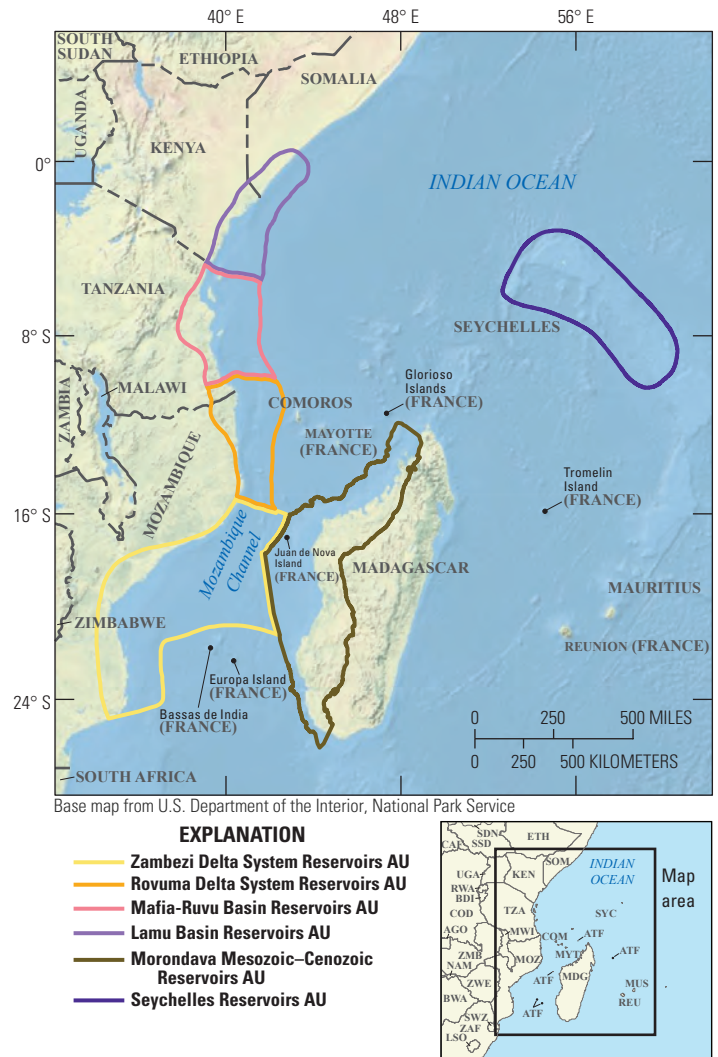 40° E
48° E
56° E
SOUTH
SUDAN
ETHIOPIA
SOMALIA
UGANDA
KENYA
0°
INDIAN OCEAN
TANZANIA
8° S
SEYCHELLES
ZAMBIA
MALAWI
Glorioso
Islands
(FRANCE)
COMOROS
MAYOTTE
(FRANCE)
MOZAMBIQUE
Tromelin
Island
(FRANCE)
16° S
Mozambique
Channel
Juan de Nova
Island
(FRANCE)
MADAGASCAR
MAURITIUS
ZIMBABWE
REUNION (FRANCE)
Europa Island
(FRANCE)
24° S
Bassas de India
(FRANCE)
0 250 500 MILES
0 250 500 KILOMETERS
SOUTH AFRICA
Base map from U.S. Department of the Interior, National Park Service
EXPLANATION
Zambezi Delta System Reservoirs AU
Rovuma Delta System Reservoirs AU
Mafia-Ruvu Basin Reservoirs AU
Lamu Basin Reservoirs AU
Morondava Mesozoic–Cenozoic
Reservoirs AU
Seychelles Reservoirs AU
SDN
ETH
CAF
SSD
SOM
INDIAN
OCEAN
UGA
KEN
Map
area
RWA
BDI
COD
TZA
SYC
AGO
MWI
COM
ATF
ZMB
MYT
ATF
NAM
MOZ
ATF
MDG
ZWE
MUS
REU
BWA
ATF
SWZ
ZAF
LSO